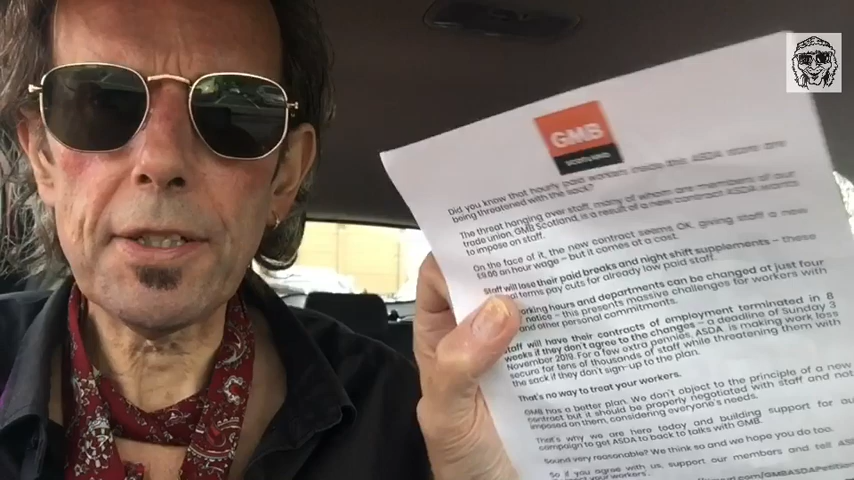 GMB
SCOTLAND
Did you know that hourly paid workers inside this ASDA store are
being threatened with the sack?
The threat hanging over staff, many of whom are members of our
trade union, GMB Scotland, is a result of a new contract ASDA wants
to impose on staff.
On the face of it, the new contract seems OK, giving staff a new
£9.00 an hour wage – but it comes at a cost.
Staff will lose their paid breaks and night shift supplements – these
terms pay cuts for already low paid staff.
working hours and departments can be changed at just four
notice – this presents massive challenges for workers with
and other personal commitments.
Staff will have their contracts of employment terminated in 8
weeks if they don't agree to the changes – a deadline of Sunday 3
November 2019. For a few extra pennies ASDA is making work less
secure for tens of thousands of staff while threatening them with
the sack if they don't sign-up to the plan.
That's no way to treat your workers.
GMB has a better plan. We don't object to the principle of a new
contract but it should be properly negotiated with staff and not
imposed on them, considering everyone's needs.
That's why we are here today and building support for our
campaign to get ASDA to back to talks with GMB.
Sound very reasonable? We think so and we hope you do too.
So if you agree with us, support our members and tell
your workers'.
.com/GMBASDAPetition